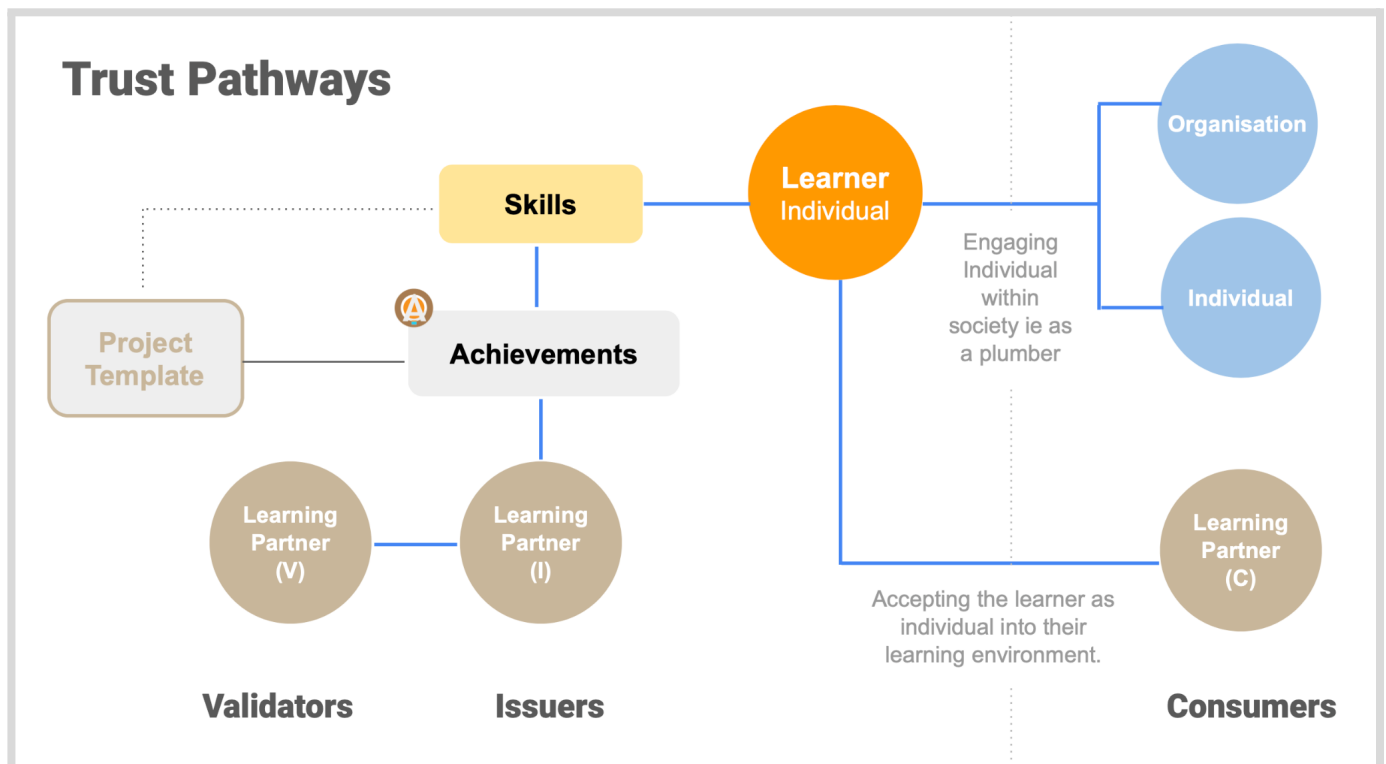 Trust Pathways
Organisation
Learner
Individual
Skills
Engaging
Individual
within
society ie as
a plumber
Individual
Project
Template
Achievements
Learning
Partner
(V)
Learning
Partner
(I)
Learning
Partner
(C)
Accepting the learner as
individual into their
learning environment.
Validators
Issuers
Consumers